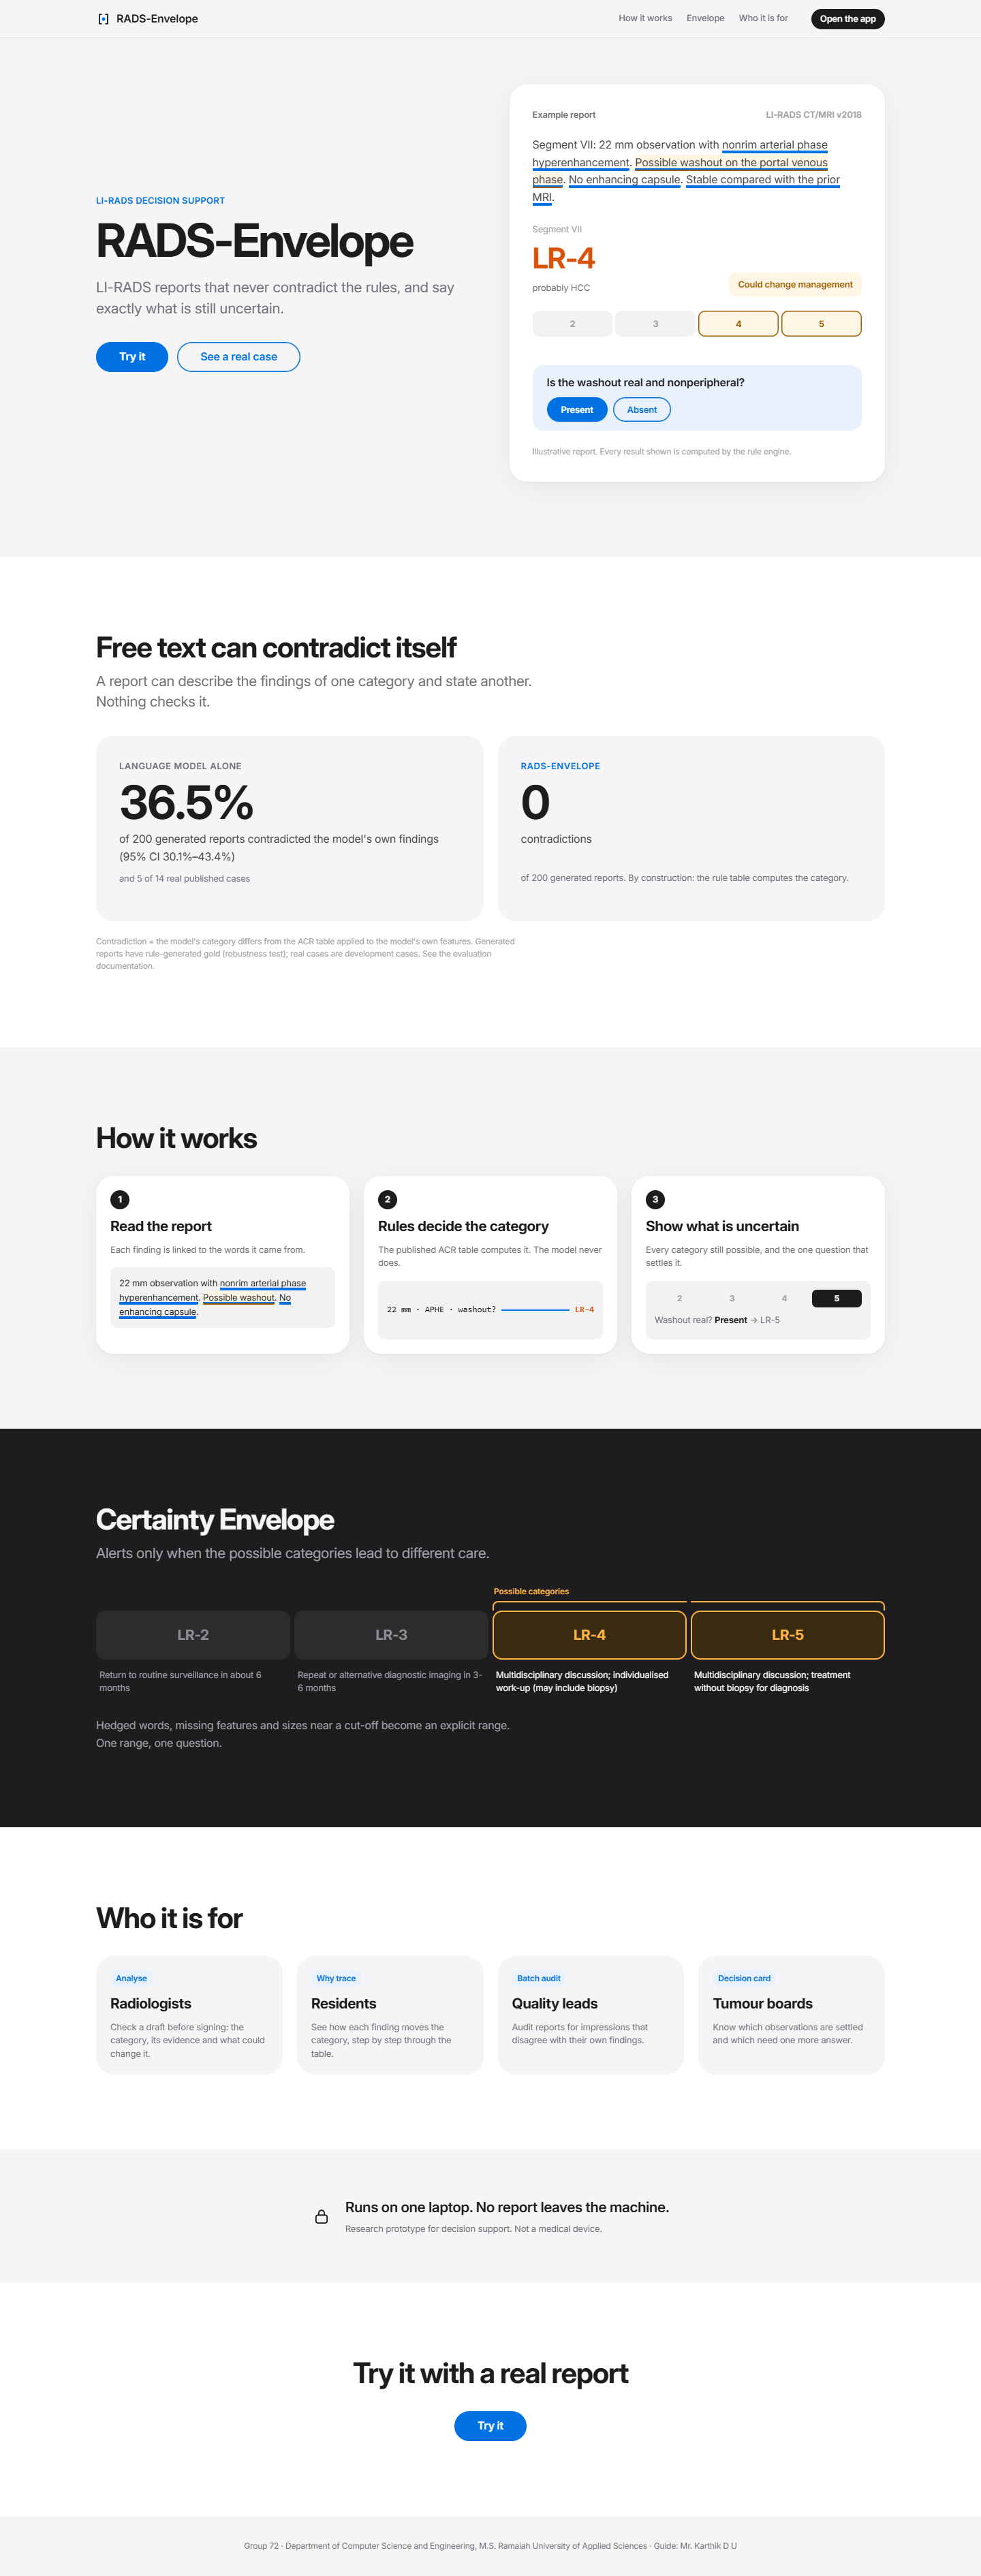 RADS-Envelope
How it works
Envelope
Who it is for
Open the app
LI-RADS DECISION SUPPORT
RADS-Envelope
LI-RADS reports that never contradict the rules, and say
exactly what is still uncertain.
Try it
See a real case
Example report
LI-RADS CT/MRI v2018
Segment VII: 22 mm observation with nonrim arterial phase
hyperenhancement. Possible washout on the portal venous
phase. No enhancing capsule. Stable compared with the prior
MRI.
Segment VII
LR-4
probably HCC
Could change management
2
3
4
5
Is the washout real and nonperipheral?
Present
Absent
Illustrative report. Every result shown is computed by the rule engine.
Free text can contradict itself
A report can describe the findings of one category and state another.
Nothing checks it.
LANGUAGE MODEL ALONE
36.5%
of 200 generated reports contradicted the model's own findings
(95% CI 30.1%–43.4%)
and 5 of 14 real published cases
RADS-ENVELOPE
0
contradictions
of 200 generated reports. By construction: the rule table computes the category.
Contradiction = the model's category differs from the ACR table applied to the model's own features. Generated
reports have rule-generated gold (robustness test); real cases are development cases. See the evaluation
documentation.
How it works
1
Read the report
Each finding is linked to the words it came from.
22 mm observation with nonrim arterial phase
hyperenhancement. Possible washout. No
enhancing capsule.
2
Rules decide the category
The published ACR table computes it. The model never
does.
22 mm · APHE · washout?
LR-4
3
Show what is uncertain
Every category still possible, and the one question that
settles it.
2
3
4
5
Washout real? Present → LR-5
Certainty Envelope
Alerts only when the possible categories lead to different care.
Possible categories
LR-2
LR-3
LR-4
LR-5
Return to routine surveillance in about 6
months
Repeat or alternative diagnostic imaging in 3-
6 months
Multidisciplinary discussion; individualised
work-up (may include biopsy)
Multidisciplinary discussion; treatment
without biopsy for diagnosis
Hedged words, missing features and sizes near a cut-off become an explicit range.
One range, one question.
Who it is for
Analyse
Radiologists
Check a draft before signing: the
category, its evidence and what could
change it.
Why trace
Residents
See how each finding moves the
category, step by step through the
table.
Batch audit
Quality leads
Audit reports for impressions that
disagree with their own findings.
Decision card
Tumour boards
Know which observations are settled
and which need one more answer.
Runs on one laptop. No report leaves the machine.
Research prototype for decision support. Not a medical device.
Try it with a real report
Try it
Group 72 · Department of Computer Science and Engineering, M.S. Ramaiah University of Applied Sciences · Guide: Mr. Karthik D U